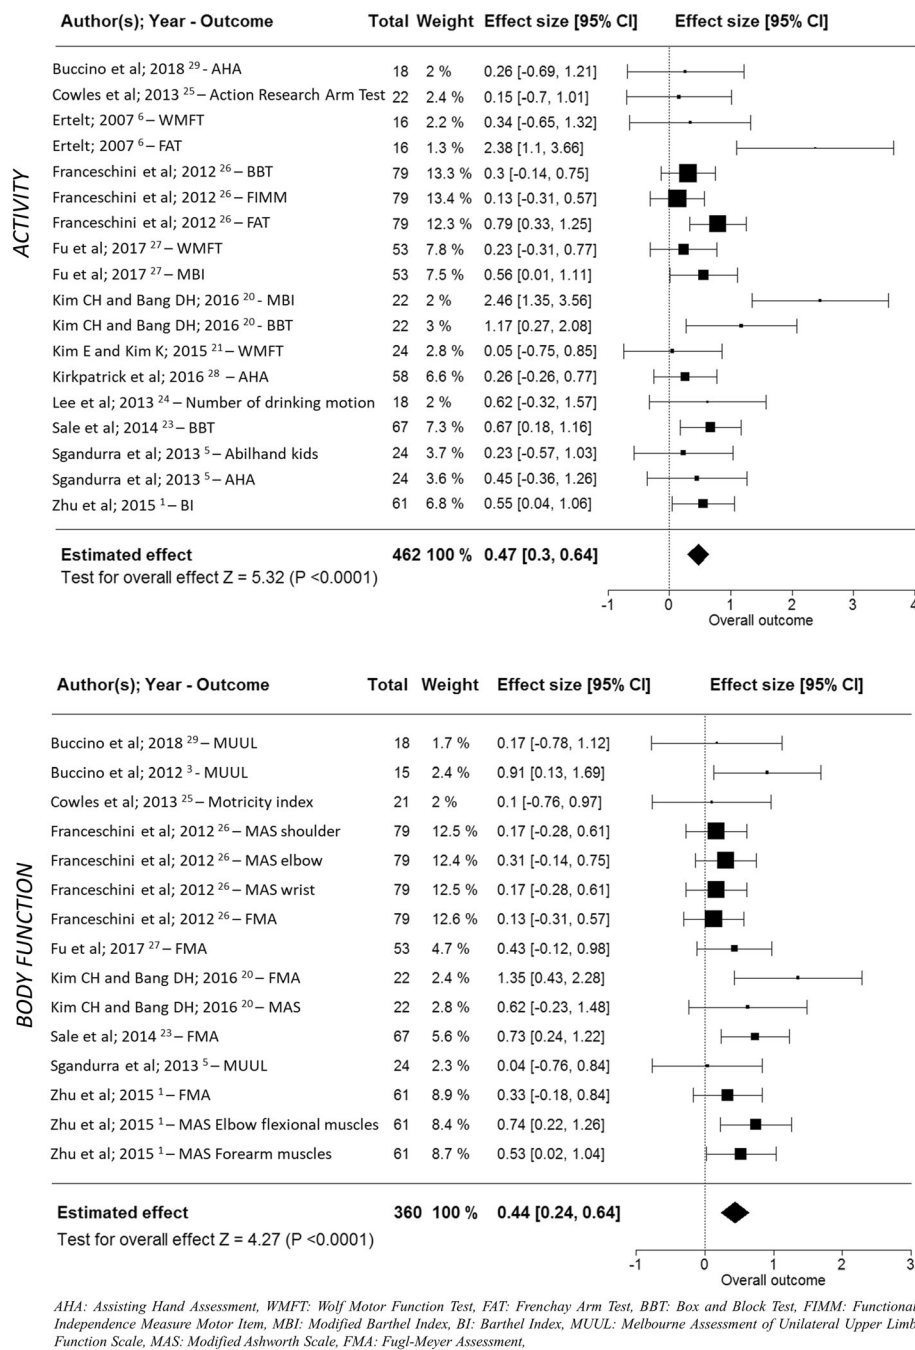 Author(s); Year - Outcome Total Weight Effect size [95% CI] Effect size [95% CI]
ACTIVITY
Buccino et al; 2018 29 - AHA 18 2 % 0.26 [-0.69, 1.21]
Cowles et al; 2013 25 – Action Research Arm Test 22 2.4 % 0.15 [-0.7, 1.01]
Ertelt; 2007 6 – WMFT 16 2.2 % 0.34 [-0.65, 1.32]
Ertelt; 2007 6 – FAT 16 1.3 % 2.38 [1.1, 3.66]
Franceschini et al; 2012 26 – BBT 79 13.3 % 0.3 [-0.14, 0.75]
Franceschini et al; 2012 26 – FIMM 79 13.4 % 0.13 [-0.31, 0.57]
Franceschini et al; 2012 26 – FAT 79 12.3 % 0.79 [0.33, 1.25]
Fu et al; 2017 27 – WMFT 53 7.8 % 0.23 [-0.31, 0.77]
Fu et al; 2017 27 – MBI 53 7.5 % 0.56 [0.01, 1.11]
Kim CH and Bang DH; 2016 20 - MBI 22 2 % 2.46 [1.35, 3.56]
Kim CH and Bang DH; 2016 20 - BBT 22 3 % 1.17 [0.27, 2.08]
Kim E and Kim K; 2015 21 – WMFT 24 2.8 % 0.05 [-0.75, 0.85]
Kirkpatrick et al; 2016 28 – AHA 58 6.6 % 0.26 [-0.26, 0.77]
Lee et al; 2013 24 – Number of drinking motion 18 2 % 0.62 [-0.32, 1.57]
Sale et al; 2014 23 – BBT 67 7.3 % 0.67 [0.18, 1.16]
Sgandurra et al; 2013 5 – Abilhand kids 24 3.7 % 0.23 [-0.57, 1.03]
Sgandurra et al; 2013 5 – AHA 24 3.6 % 0.45 [-0.36, 1.26]
Zhu et al; 2015 1 – BI 61 6.8 % 0.55 [0.04, 1.06]
Estimated effect 462 100 % 0.47 [0.3, 0.64]
Test for overall effect Z = 5.32 (P <0.0001)
-1 0 1 2 3 4
Overall outcome
Author(s); Year - Outcome Total Weight Effect size [95% CI] Effect size [95% CI]
BODY FUNCTION
Buccino et al; 2018 29 – MUUL 18 1.7 % 0.17 [-0.78, 1.12]
Buccino et al; 2012 3 - MUUL 15 2.4 % 0.91 [0.13, 1.69]
Cowles et al; 2013 25 – Motricity index 21 2 % 0.1 [-0.76, 0.97]
Franceschini et al; 2012 26 – MAS shoulder 79 12.5 % 0.17 [-0.28, 0.61]
Franceschini et al; 2012 26 – MAS elbow 79 12.4 % 0.31 [-0.14, 0.75]
Franceschini et al; 2012 26 – MAS wrist 79 12.5 % 0.17 [-0.28, 0.61]
Franceschini et al; 2012 26 – FMA 79 12.6 % 0.13 [-0.31, 0.57]
Fu et al; 2017 27 – FMA 53 4.7 % 0.43 [-0.12, 0.98]
Kim CH and Bang DH; 2016 20 – FMA 22 2.4 % 1.35 [0.43, 2.28]
Kim CH and Bang DH; 2016 20 – MAS 22 2.8 % 0.62 [-0.23, 1.48]
Sale et al; 2014 23 – FMA 67 5.6 % 0.73 [0.24, 1.22]
Sgandurra et al; 2013 5 – MUUL 24 2.3 % 0.04 [-0.76, 0.84]
Zhu et al; 2015 1 – FMA 61 8.9 % 0.33 [-0.18, 0.84]
Zhu et al; 2015 1 – MAS Elbow flexional muscles 61 8.4 % 0.74 [0.22, 1.26]
Zhu et al; 2015 1 – MAS Forearm muscles 61 8.7 % 0.53 [0.02, 1.04]
Estimated effect 360 100 % 0.44 [0.24, 0.64]
Test for overall effect Z = 4.27 (P <0.0001)
-1 0 1 2 3
Overall outcome
AHA: Assisting Hand Assessment, WMFT: Wolf Motor Function Test, FAT: Frenchay Arm Test, BBT: Box and Block Test, FIMM: Functional
Independence Measure Motor Item, MBI: Modified Barthel Index, BI: Barthel Index, MUUL: Melbourne Assessment of Unilateral Upper Limb
Function Scale, MAS: Modified Ashworth Scale, FMA: Fugl-Meyer Assessment,